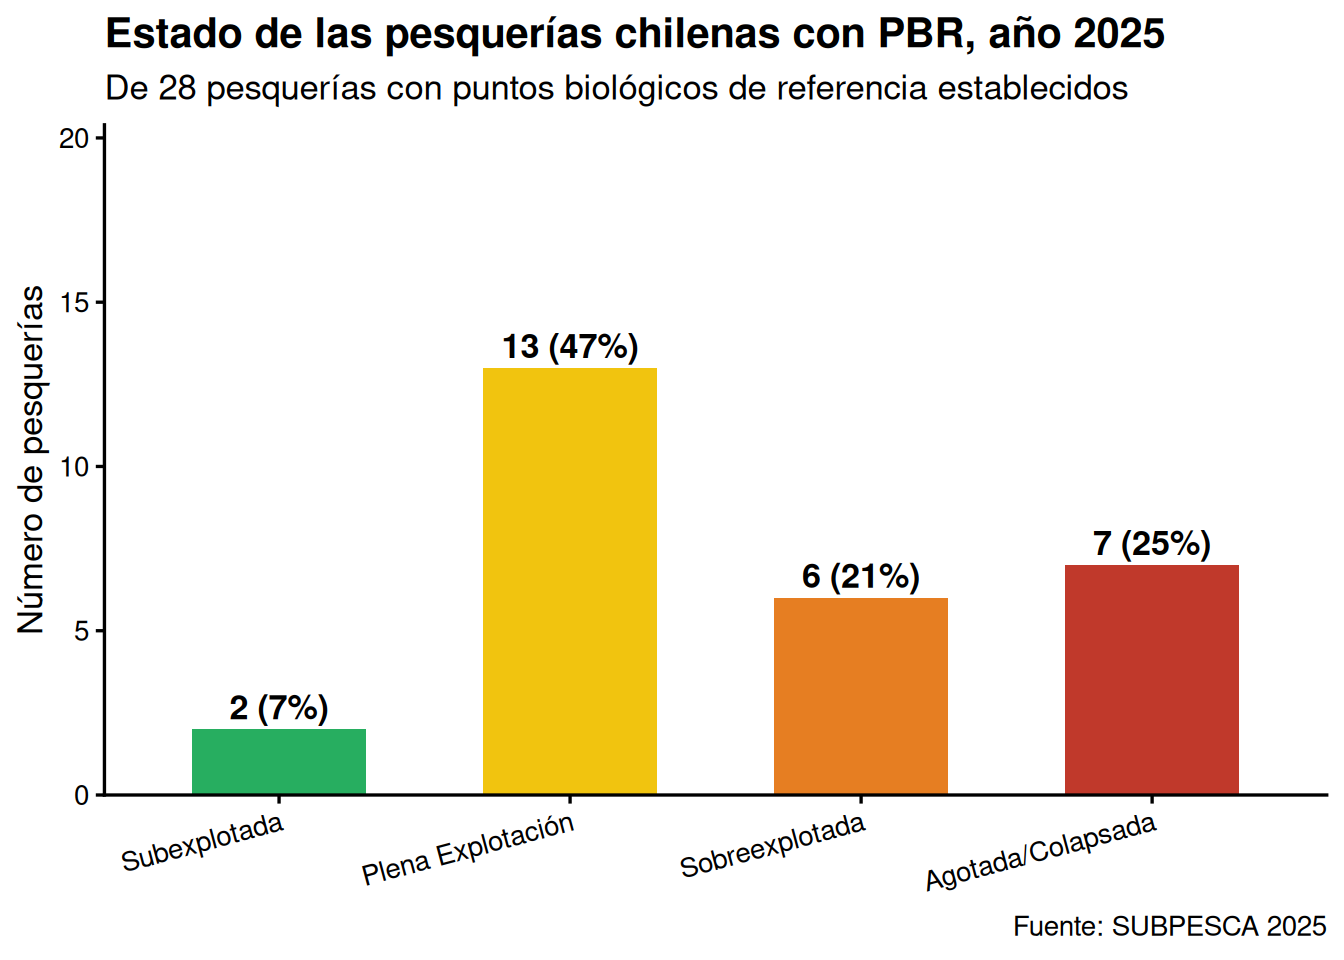 Estado de las pesquerías chilenas con PBR, año 2025
De 28 pesquerías con puntos biológicos de referencia establecidos
Número de pesquerías
20
15
10
5
0
2 (7%)
13 (47%)
6 (21%)
7 (25%)
Subexplotada
Plena Explotación
Sobreexplotada
Agotada/Colapsada
Fuente: SUBPESCA 2025